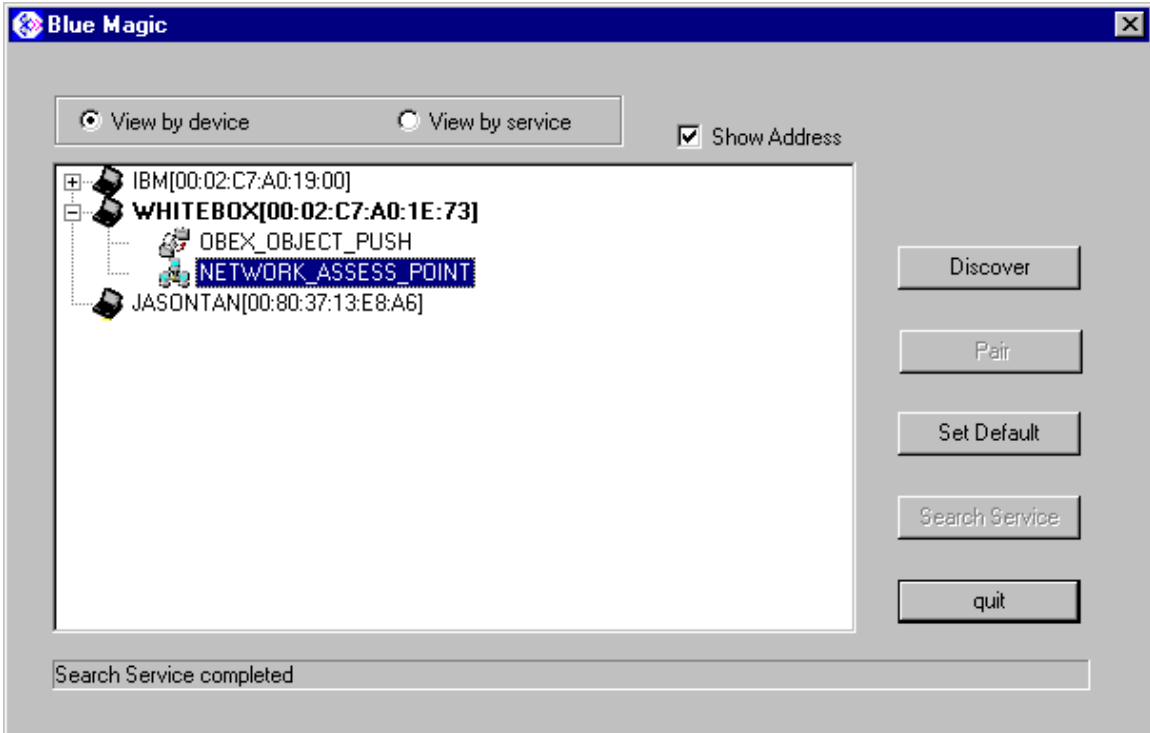 Blue Magic
View by device
View by service
Show Address
IBM[00:02:C7:A0:19:00]
WHITEBOX[00:02:C7:A0:1E:73]
OBEX_OBJECT_PUSH
NETWORK_ASSESS_POINT
JASONTAN[00:80:37:13:E8:A6]
Discover
Pair
Set Default
Search Service
quit
Search Service completed